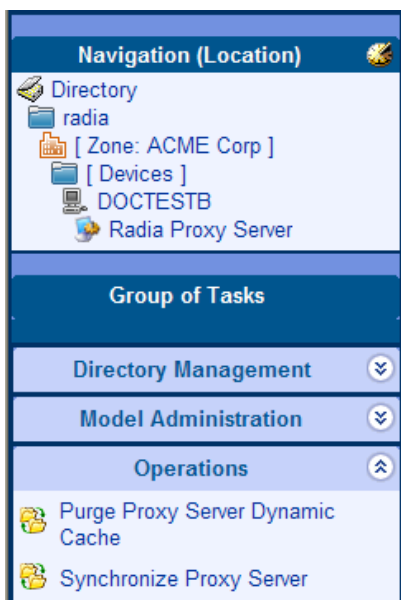 Navigation (Location)
Directory
radia
[ Zone: ACME Corp ]
[ Devices ]
DOCTESTB
Radia Proxy Server
Group of Tasks
Directory Management
Model Administration
Operations
Purge Proxy Server Dynamic
Cache
Synchronize Proxy Server